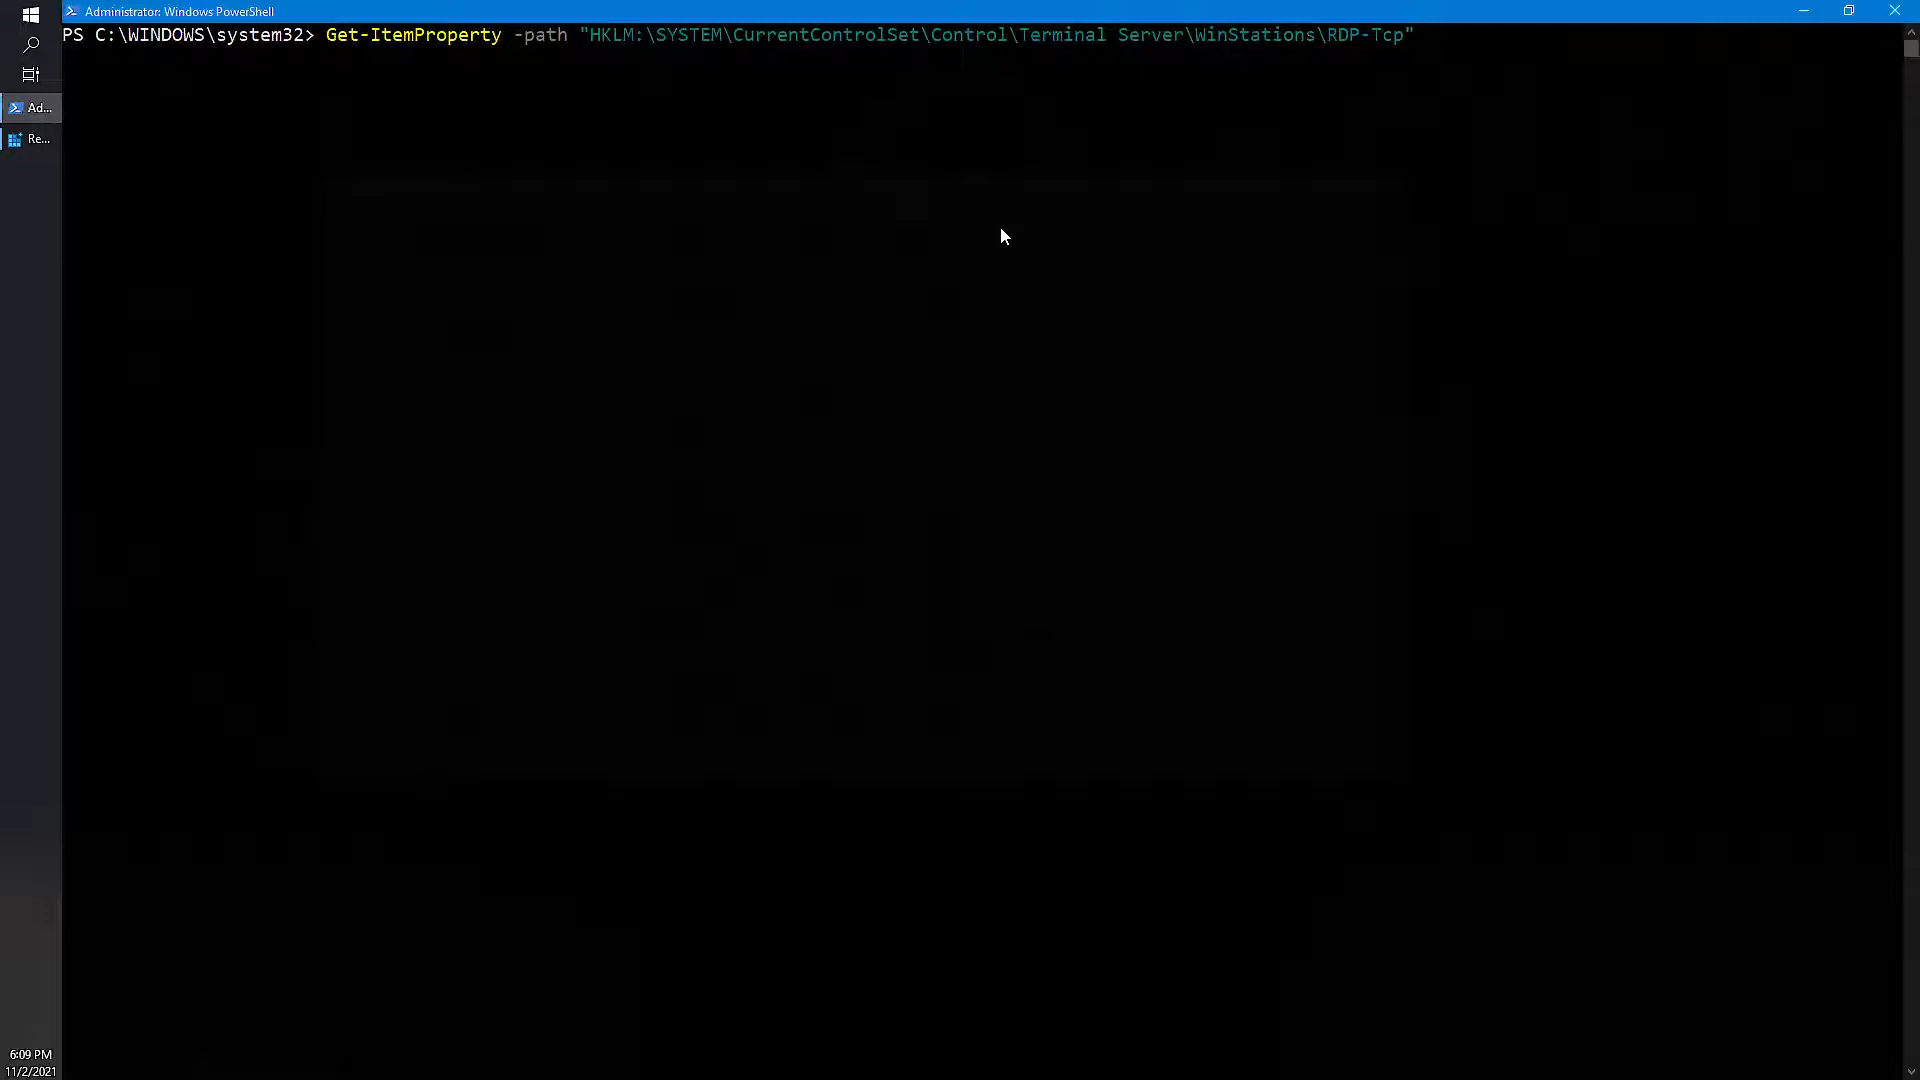 Administrator: Windows PowerShell
PS C:\WINDOWS\system32> Get-ItemProperty -path "HKLM:\SYSTEM\CurrentControlSet\Control\Terminal Server\WinStations\RDP-Tcp"
Ad...
Re...
6:09 PM
11/2/2021